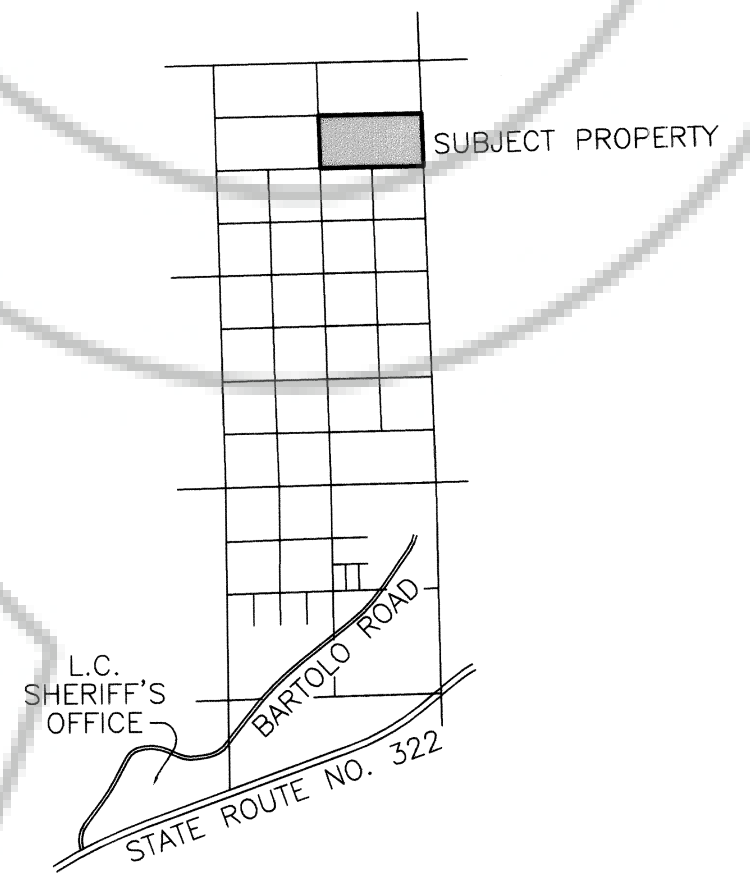 SUBJECT PROPERTY
BARTOLO ROAD
L.C.
SHERIFF'S
OFFICE
STATE ROUTE NO. 322